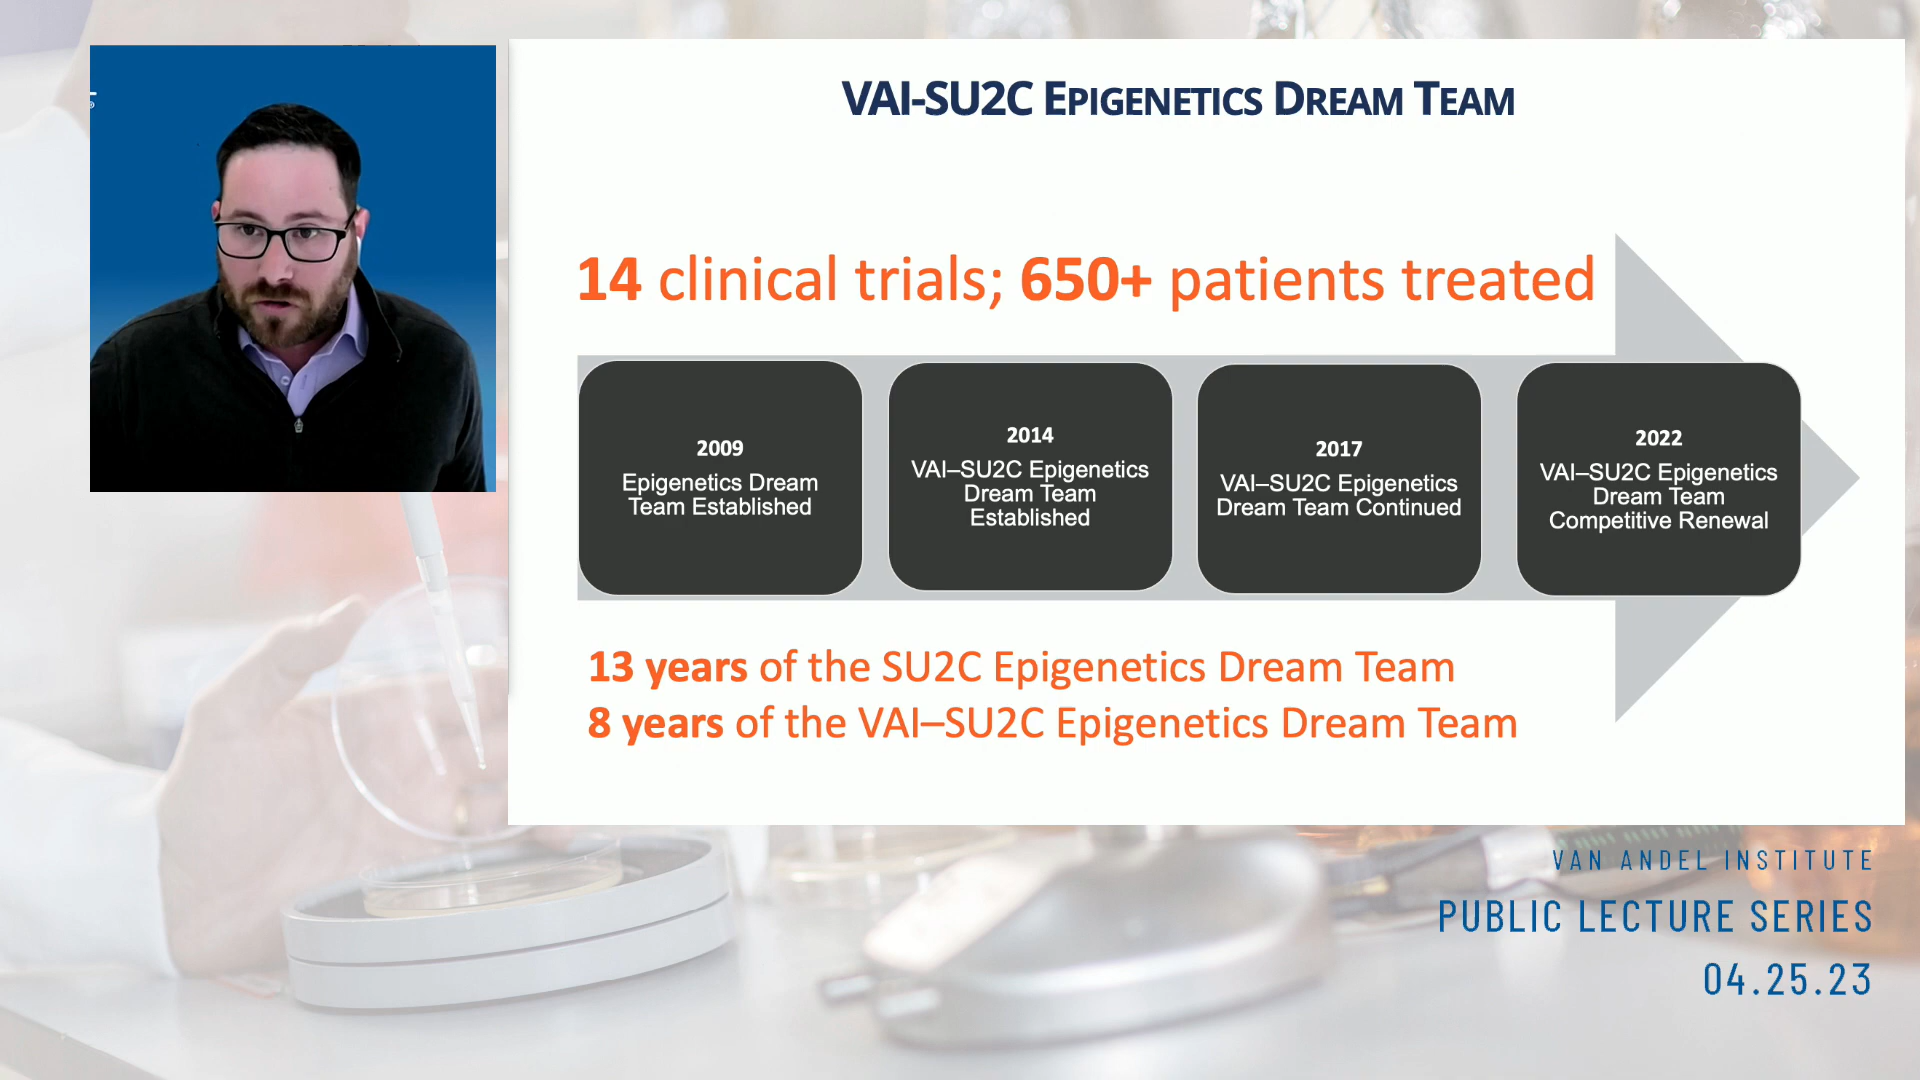 VAI-SU2C EPIGENETICS DREAM TEAM
14 clinical trials; 650+ patients treated
2009
Epigenetics Dream
Team Established
2014
VAI–SU2C Epigenetics
Dream Team
Established
2017
VAI–SU2C Epigenetics
Dream Team Continued
2022
VAI–SU2C Epigenetics
Dream Team
Competitive Renewal
13 years of the SU2C Epigenetics Dream Team
8 years of the VAI–SU2C Epigenetics Dream Team
VAN ANDEL INSTITUTE
PUBLIC LECTURE SERIES
04.25.23